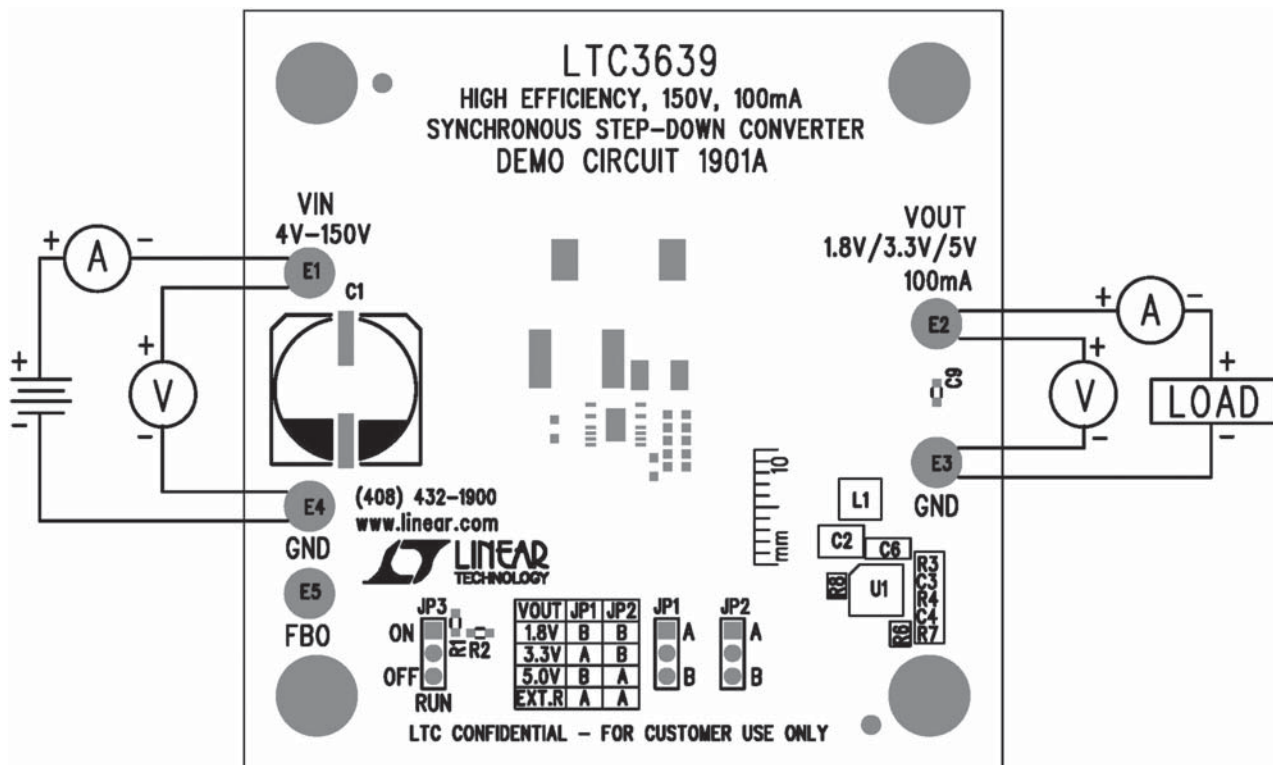 LTC3639
HIGH EFFICIENCY, 150V, 100mA
SYNCHRONOUS STEP-DOWN CONVERTER
DEMO CIRCUIT 1901A
VIN
4V-150V
+ A -
E1
C1
+
V
-
+
-
E4
GND
E5
FBO
(408) 432-1900
www.linear.com
LINEAR
TECHNOLOGY
VOUT
1.8V/3.3V/5V
100mA
E2
+ A -
C9
+
V
-
+
LOAD
-
E3
GND
10
mm
L1
C2
C6
R8
U1
R3
C3
R4
C4
R7
R6
JP3
ON
OFF
RUN
R1
R2
VOUT JP1 JP2
1.8V B B
3.3V A B
5.0V B A
EXT.R A A
JP1
A
B
JP2
A
B
LTC CONFIDENTIAL - FOR CUSTOMER USE ONLY